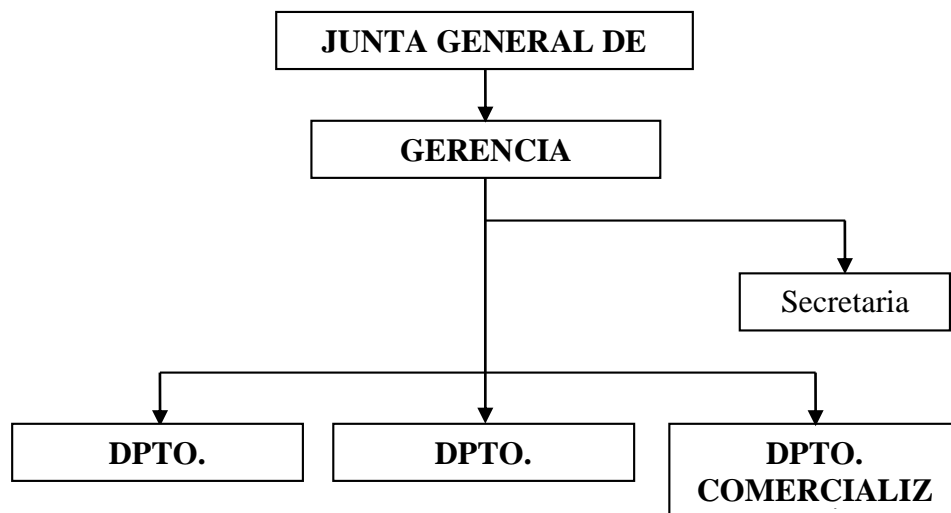 JUNTA GENERAL DE
GERENCIA
Secretaria
DPTO.
DPTO.
DPTO.
COMERCIALIZ